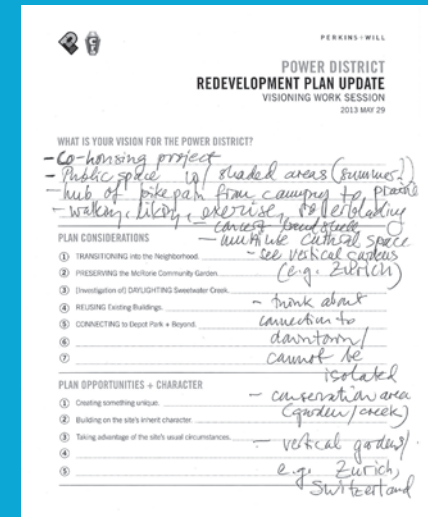 PERKINS+WILL
POWER DISTRICT
REDEVELOPMENT PLAN UPDATE
VISIONING WORK SESSION
2013 MAY 29
WHAT IS YOUR VISION FOR THE POWER DISTRICT?
- Co-housing project
- Public space w/ shaded areas (summer)
- hub of bike path from campus to prairie
- walking, biking, exercise, rollerblading
- concert band shell
- multiuse cultural space
PLAN CONSIDERATIONS
- see vertical gardens
① TRANSITIONING into the Neighborhood.
(e.g. Zurich)
② PRESERVING the McRorie Community Garden.
③ (Investigation of) DAYLIGHTING Sweetwater Creek.
④ REUSING Existing Buildings.
- think about
⑤ CONNECTING to Depot Park + Beyond.
connection to
⑥
downtown/
⑦
cannot be
isolated
PLAN OPPORTUNITIES + CHARACTER
- conservation area
① Creating something unique.
(garden/creek)
② Building on the site's inherit character.
③ Taking advantage of the site's usual circumstances.
- vertical gardens/
④
e.g. Zurich,
⑤
Switzerland